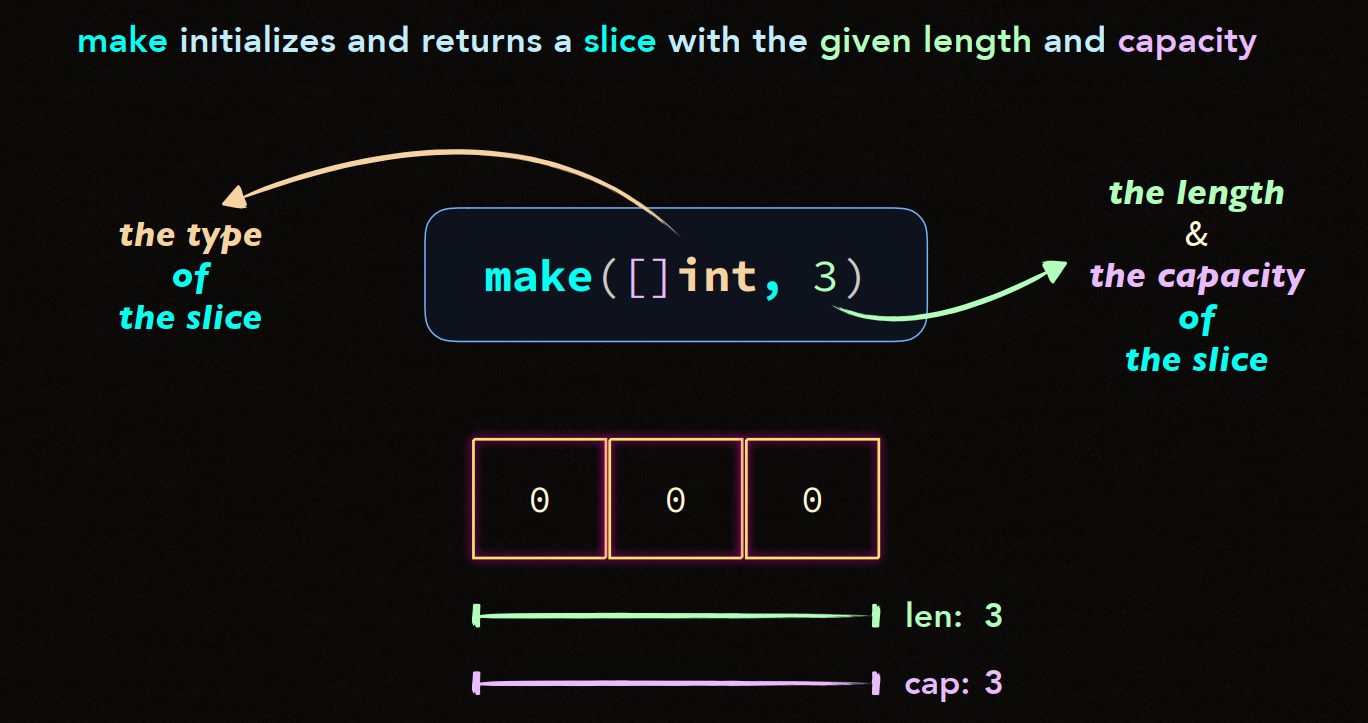 make initializes and returns a slice with the given length and capacity
the type
of
the slice
make([]int, 3)
the length
&
the capacity
of
the slice
0 0 0
len: 3
cap: 3